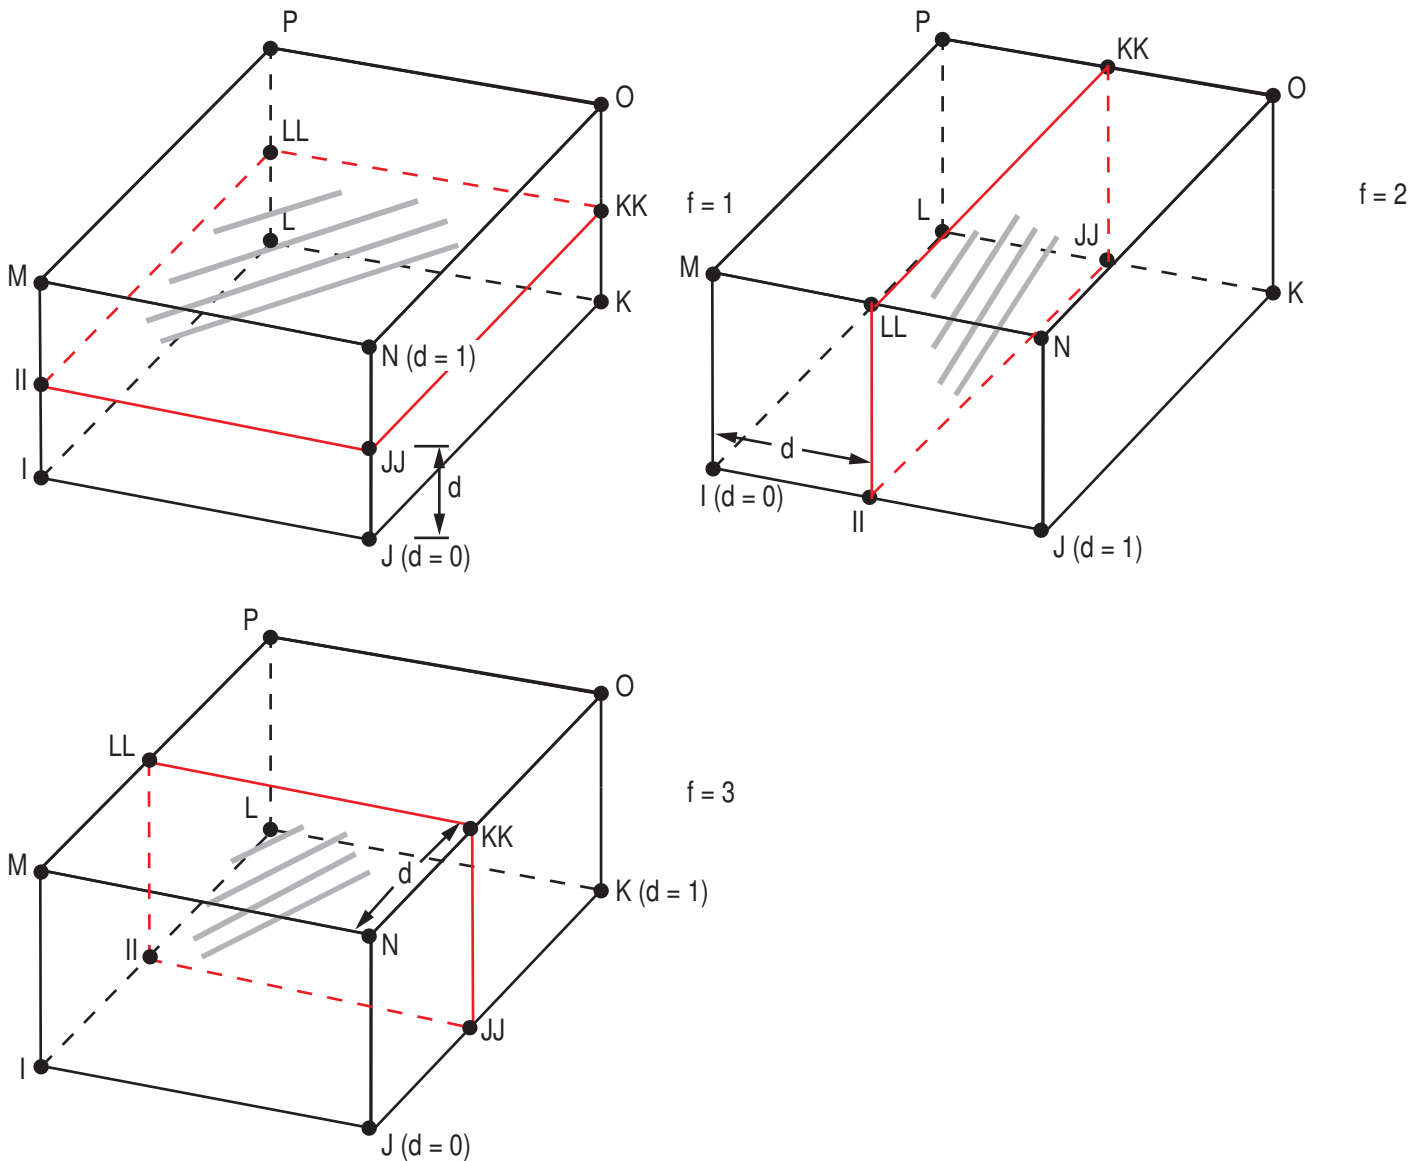 P
O
LL
KK
L
M
K
N (d = 1)
II
JJ
I
d
J (d = 0)
f = 1
P
KK
O
L
JJ
M
K
LL
N
d
I (d = 0)
II
J (d = 1)
f = 2
P
O
LL
L
KK
M
d
K (d = 1)
N
II
JJ
I
J (d = 0)
f = 3